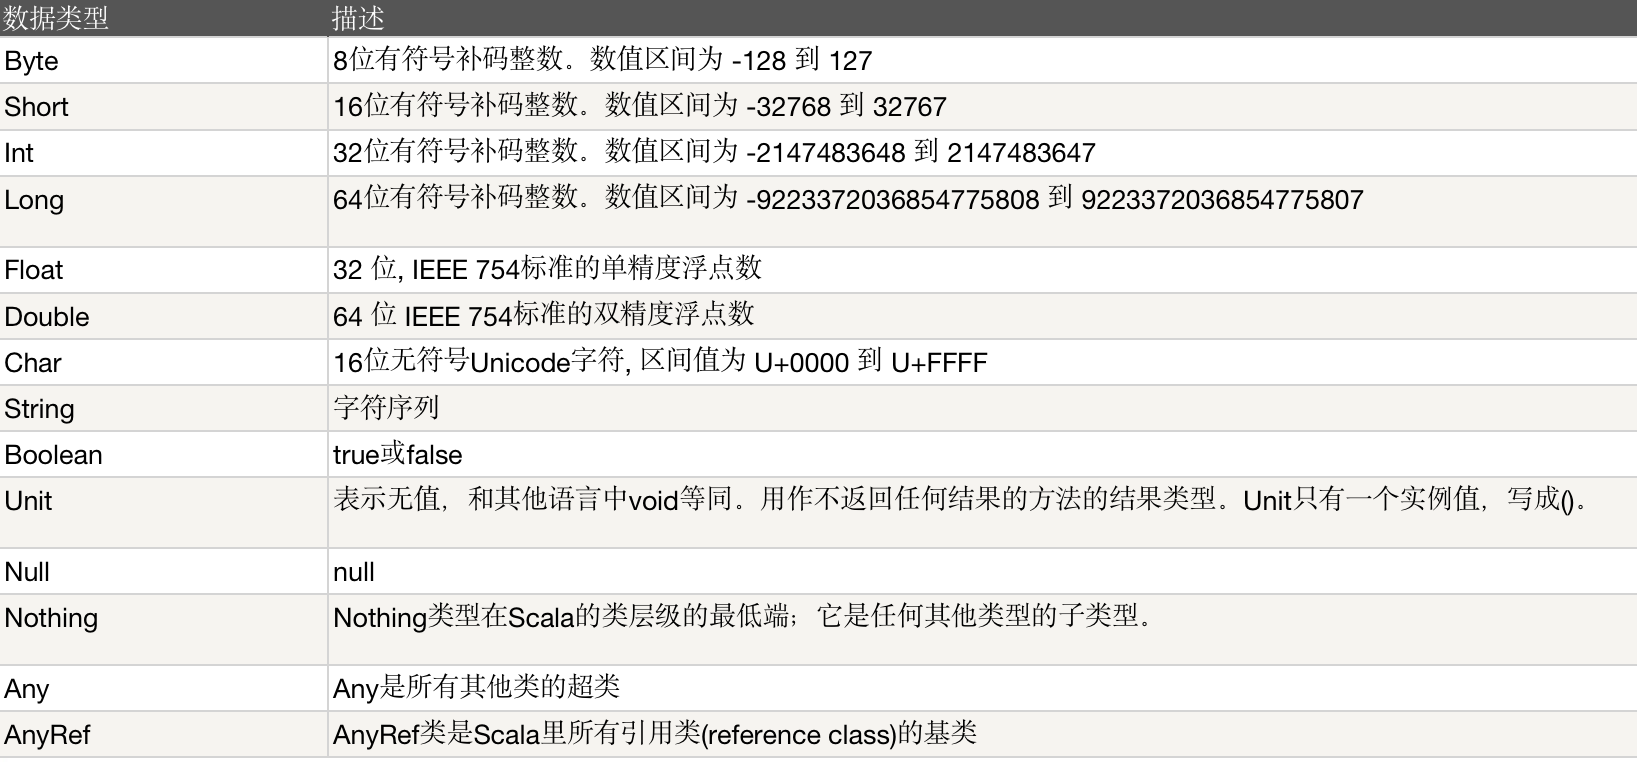 数据类型 描述
Byte 8位有符号补码整数。数值区间为 -128 到 127
Short 16位有符号补码整数。数值区间为 -32768 到 32767
Int 32位有符号补码整数。数值区间为 -2147483648 到 2147483647
Long 64位有符号补码整数。数值区间为 -9223372036854775808 到 9223372036854775807
Float 32 位, IEEE 754标准的单精度浮点数
Double 64 位 IEEE 754标准的双精度浮点数
Char 16位无符号Unicode字符, 区间值为 U+0000 到 U+FFFF
String 字符序列
Boolean true或false
Unit 表示无值，和其他语言中void等同。用作不返回任何结果的方法的结果类型。Unit只有一个实例值，写成()。
Null null
Nothing Nothing类型在Scala的类层级的最低端；它是任何其他类型的子类型。
Any Any是所有其他类的超类
AnyRef AnyRef类是Scala里所有引用类(reference class)的基类